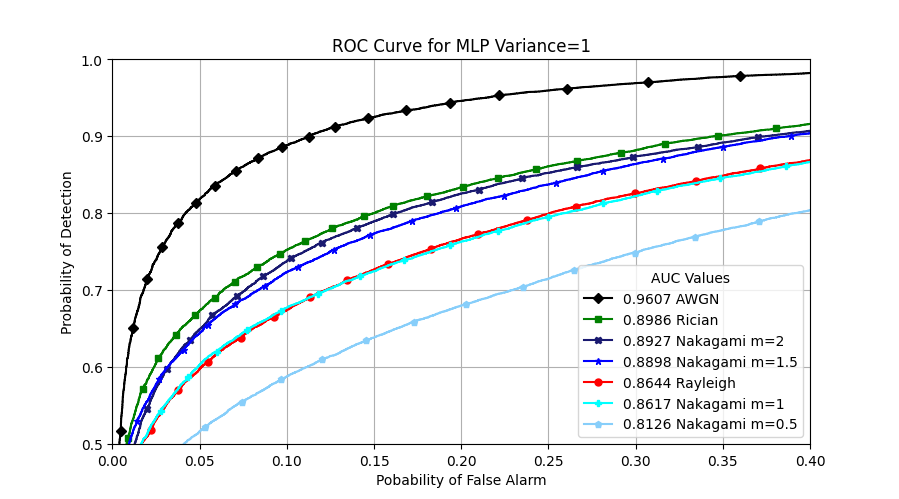 ROC Curve for MLP Variance=1
1.0
0.9
0.8
0.7
0.6
0.5
Probability of Detection
AUC Values
0.9607 AWGN
0.8986 Rician
0.8927 Nakagami m=2
0.8898 Nakagami m=1.5
0.8644 Rayleigh
0.8617 Nakagami m=1
0.8126 Nakagami m=0.5
0.00 0.05 0.10 0.15 0.20 0.25 0.30 0.35 0.40
Pobability of False Alarm